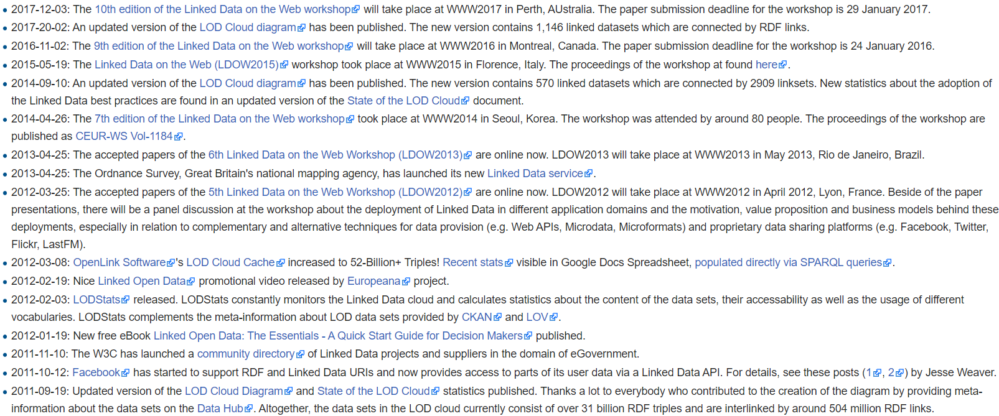 2017-12-03: The 10th edition of the Linked Data on the Web workshop will take place at WWW2017 in Perth, AUstralia. The paper submission deadline for the workshop is 29 January 2017.
2017-20-02: An updated version of the LOD Cloud diagram has been published. The new version contains 1,146 linked datasets which are connected by RDF links.
2016-11-02: The 9th edition of the Linked Data on the Web workshop will take place at WWW2016 in Montreal, Canada. The paper submission deadline for the workshop is 24 January 2016.
2015-05-19: The Linked Data on the Web (LDOW2015) workshop took place at WWW2015 in Florence, Italy. The proceedings of the workshop at found here.
2014-09-10: An updated version of the LOD Cloud diagram has been published. The new version contains 570 linked datasets which are connected by 2909 linksets. New statistics about the adoption of
the Linked Data best practices are found in an updated version of the State of the LOD Cloud document.
2014-04-26: The 7th edition of the Linked Data on the Web workshop took place at WWW2014 in Seoul, Korea. The workshop was attended by around 80 people. The proceedings of the workshop are
published as CEUR-WS Vol-1184.
2013-04-25: The accepted papers of the 6th Linked Data on the Web Workshop (LDOW2013) are online now. LDOW2013 will take place at WWW2013 in May 2013, Rio de Janeiro, Brazil.
2013-04-25: The Ordnance Survey, Great Britain's national mapping agency, has launched its new Linked Data service.
2012-03-25: The accepted papers of the 5th Linked Data on the Web Workshop (LDOW2012) are online now. LDOW2012 will take place at WWW2012 in April 2012, Lyon, France. Beside of the paper
presentations, there will be a panel discussion at the workshop about the deployment of Linked Data in different application domains and the motivation, value proposition and business models behind these
deployments, especially in relation to complementary and alternative techniques for data provision (e.g. Web APIs, Microdata, Microformats) and proprietary data sharing platforms (e.g. Facebook, Twitter,
Flickr, LastFM).
2012-03-08: OpenLink Software's LOD Cloud Cache increased to 52-Billion+ Triples! Recent stats visible in Google Docs Spreadsheet, populated directly via SPARQL queries.
2012-02-19: Nice Linked Open Data promotional video released by Europeana project.
2012-02-03: LODStats released. LODStats constantly monitors the Linked Data cloud and calculates statistics about the content of the data sets, their accessability as well as the usage of different
vocabularies. LODStats complements the meta-information about LOD data sets provided by CKAN and LOV.
2012-01-19: New free eBook Linked Open Data: The Essentials - A Quick Start Guide for Decision Makers published.
2011-11-10: The W3C has launched a community directory of Linked Data projects and suppliers in the domain of eGovernment.
2011-10-12: Facebook has started to support RDF and Linked Data URIs and now provides access to parts of its user data via a Linked Data API. For details, see these posts (1, 2) by Jesse Weaver.
2011-09-19: Updated version of the LOD Cloud Diagram and State of the LOD Cloud statistics published. Thanks a lot to everybody who contributed to the creation of the diagram by providing meta-
information about the data sets on the Data Hub. Altogether, the data sets in the LOD cloud currently consist of over 31 billion RDF triples and are interlinked by around 504 million RDF links.